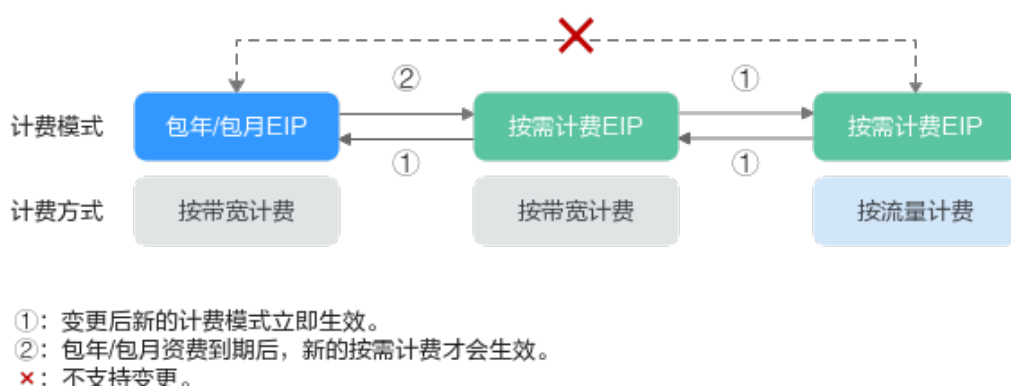 ② ①
计费模式 包年/包月EIP 按需计费EIP 按需计费EIP
① ①
计费方式 按带宽计费 按带宽计费 按流量计费
①：变更后新的计费模式立即生效。
②：包年/包月资费到期后，新的按需计费才会生效。
×：不支持变更。